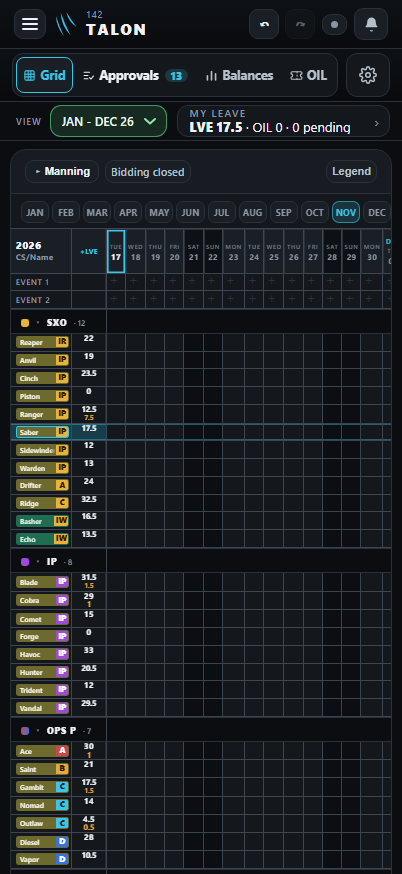 142
TALON
Grid
Approvals 13
Balances
OIL
VIEW
JAN - DEC 26
MY LEAVE
LVE 17.5 · OIL 0 · 0 pending
Manning
Bidding closed
Legend
JAN FEB MAR APR MAY JUN JUL AUG SEP OCT NOV DEC
2026
CS/Name
+LVE
TUE WED THU FRI SAT SUN MON TUE WED THU FRI SAT SUN MON
17 18 19 20 21 22 23 24 25 26 27 28 29 30
EVENT 1
EVENT 2
SXO · 12
Reaper IR 22
Anvil IP 19
Cinch IP 23.5
Piston IP 0
Ranger IP 12.5
7.5
Saber IP 17.5
Sidewinde IP 12
Warden IP 13
Drifter A 24
Ridge C 32.5
Basher IW 16.5
Echo IW 13.5
IP · 8
Blade IP 31.5
1.5
Cobra IP 29
1
Comet IP 15
Forge IP 0
Havoc IP 33
Hunter IP 20.5
Trident IP 12
Vandal IP 29.5
OPS P · 7
Ace A 30
1
Saint B 21
Gambit C 17.5
1.5
Nomad C 14
Outlaw C 4.5
0.5
Diesel D 28
Vapor D 10.5